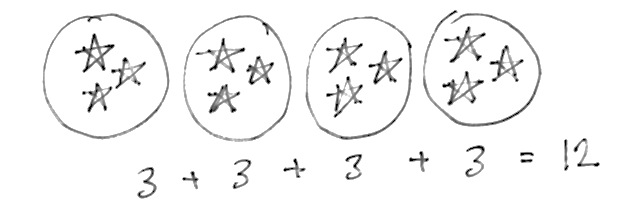 3 + 3 + 3 + 3 = 12